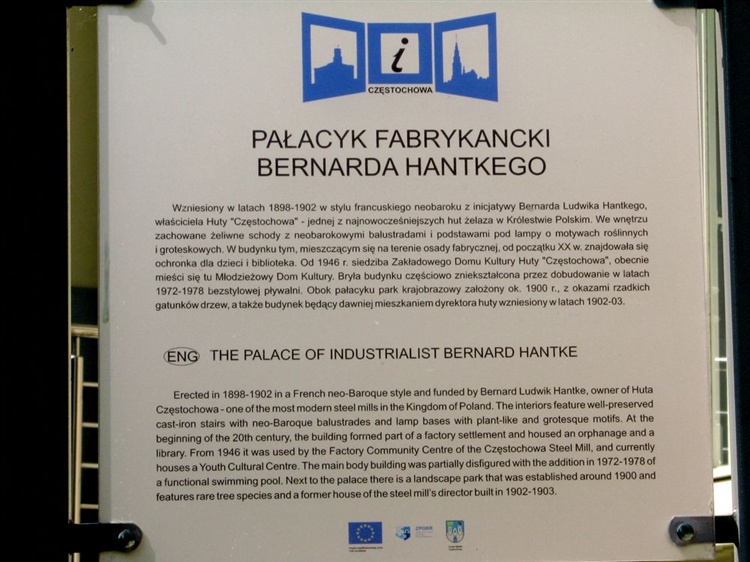 i
CZĘSTOCHOWA
PAŁACYK FABRYKANCKI
BERNARDA HANTKEGO
Wzniesiony w latach 1898-1902 w stylu francuskiego neobaroku z inicjatywy Bernarda Ludwika Hantkego,
właściciela Huty "Częstochowa" - jednej z najnowocześniejszych hut żelaza w Królestwie Polskim. We wnętrzu
zachowane żeliwne schody z neobarokowymi balustradami i podstawami pod lampy o motywach roślinnych
i groteskowych. W budynku tym, mieszczącym się na terenie osady fabrycznej, od początku XX w. znajdowała się
ochronka dla dzieci i biblioteka. Od 1946 r. siedziba Zakładowego Domu Kultury Huty "Częstochowa", obecnie
mieści się tu Młodzieżowy Dom Kultury. Bryła budynku częściowo zniekształcona przez dobudowanie w latach
1972-1978 bezstylowej pływalni. Obok pałacyku park krajobrazowy założony ok. 1900 r., z okazami rzadkich
gatunków drzew, a także budynek będący dawniej mieszkaniem dyrektora huty wzniesiony w latach 1902-03.
ENG THE PALACE OF INDUSTRIALIST BERNARD HANTKE
Erected in 1898-1902 in a French neo-Baroque style and funded by Bernard Ludwik Hantke, owner of Huta
Częstochowa - one of the most modern steel mills in the Kingdom of Poland. The interiors feature well-preserved
cast-iron stairs with neo-Baroque balustrades and lamp bases with plant-like and grotesque motifs. At the
beginning of the 20th century, the building formed part of a factory settlement and housed an orphanage and a
library. From 1946 it was used by the Factory Community Centre of the Częstochowa Steel Mill, and currently
houses a Youth Cultural Centre. The main body building was partially disfigured with the addition in 1972-1978 of
a functional swimming pool. Next to the palace there is a landscape park that was established around 1900 and
features rare tree species and a former house of the steel mill's director built in 1902-1903.